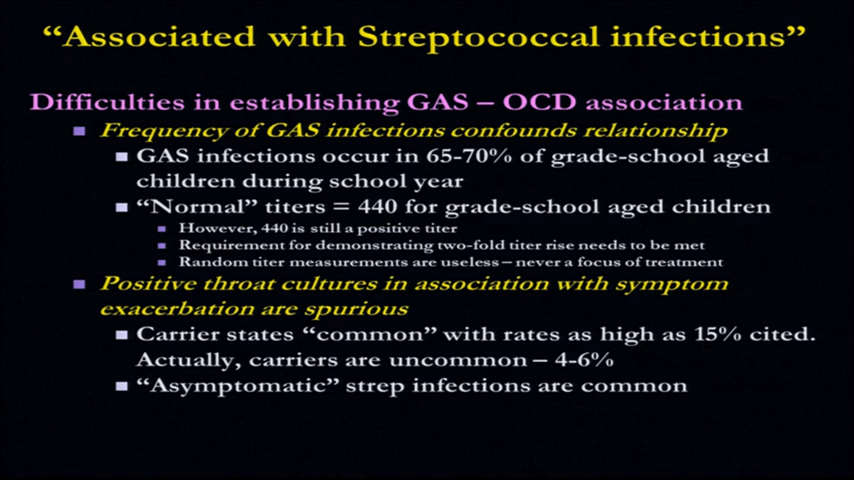 “Associated with Streptococcal infections”
Difficulties in establishing GAS – OCD association
Frequency of GAS infections confounds relationship
GAS infections occur in 65-70% of grade-school aged
children during school year
“Normal” titers = 440 for grade-school aged children
However, 440 is still a positive titer
Requirement for demonstrating two-fold titer rise needs to be met
Random titer measurements are useless – never a focus of treatment
Positive throat cultures in association with symptom
exacerbation are spurious
Carrier states “common” with rates as high as 15% cited.
Actually, carriers are uncommon – 4-6%
“Asymptomatic” strep infections are common